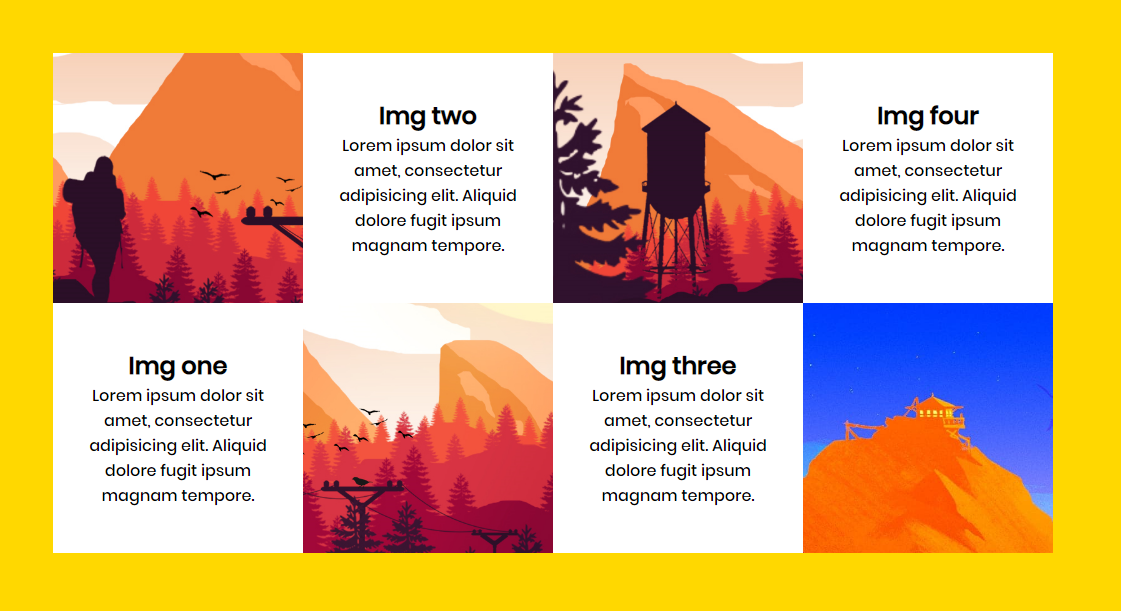 Img two
Lorem ipsum dolor sit
amet, consectetur
adipisicing elit. Aliquid
dolore fugit ipsum
magnam tempore.
Img four
Lorem ipsum dolor sit
amet, consectetur
adipisicing elit. Aliquid
dolore fugit ipsum
magnam tempore.
Img one
Lorem ipsum dolor sit
amet, consectetur
adipisicing elit. Aliquid
dolore fugit ipsum
magnam tempore.
Img three
Lorem ipsum dolor sit
amet, consectetur
adipisicing elit. Aliquid
dolore fugit ipsum
magnam tempore.